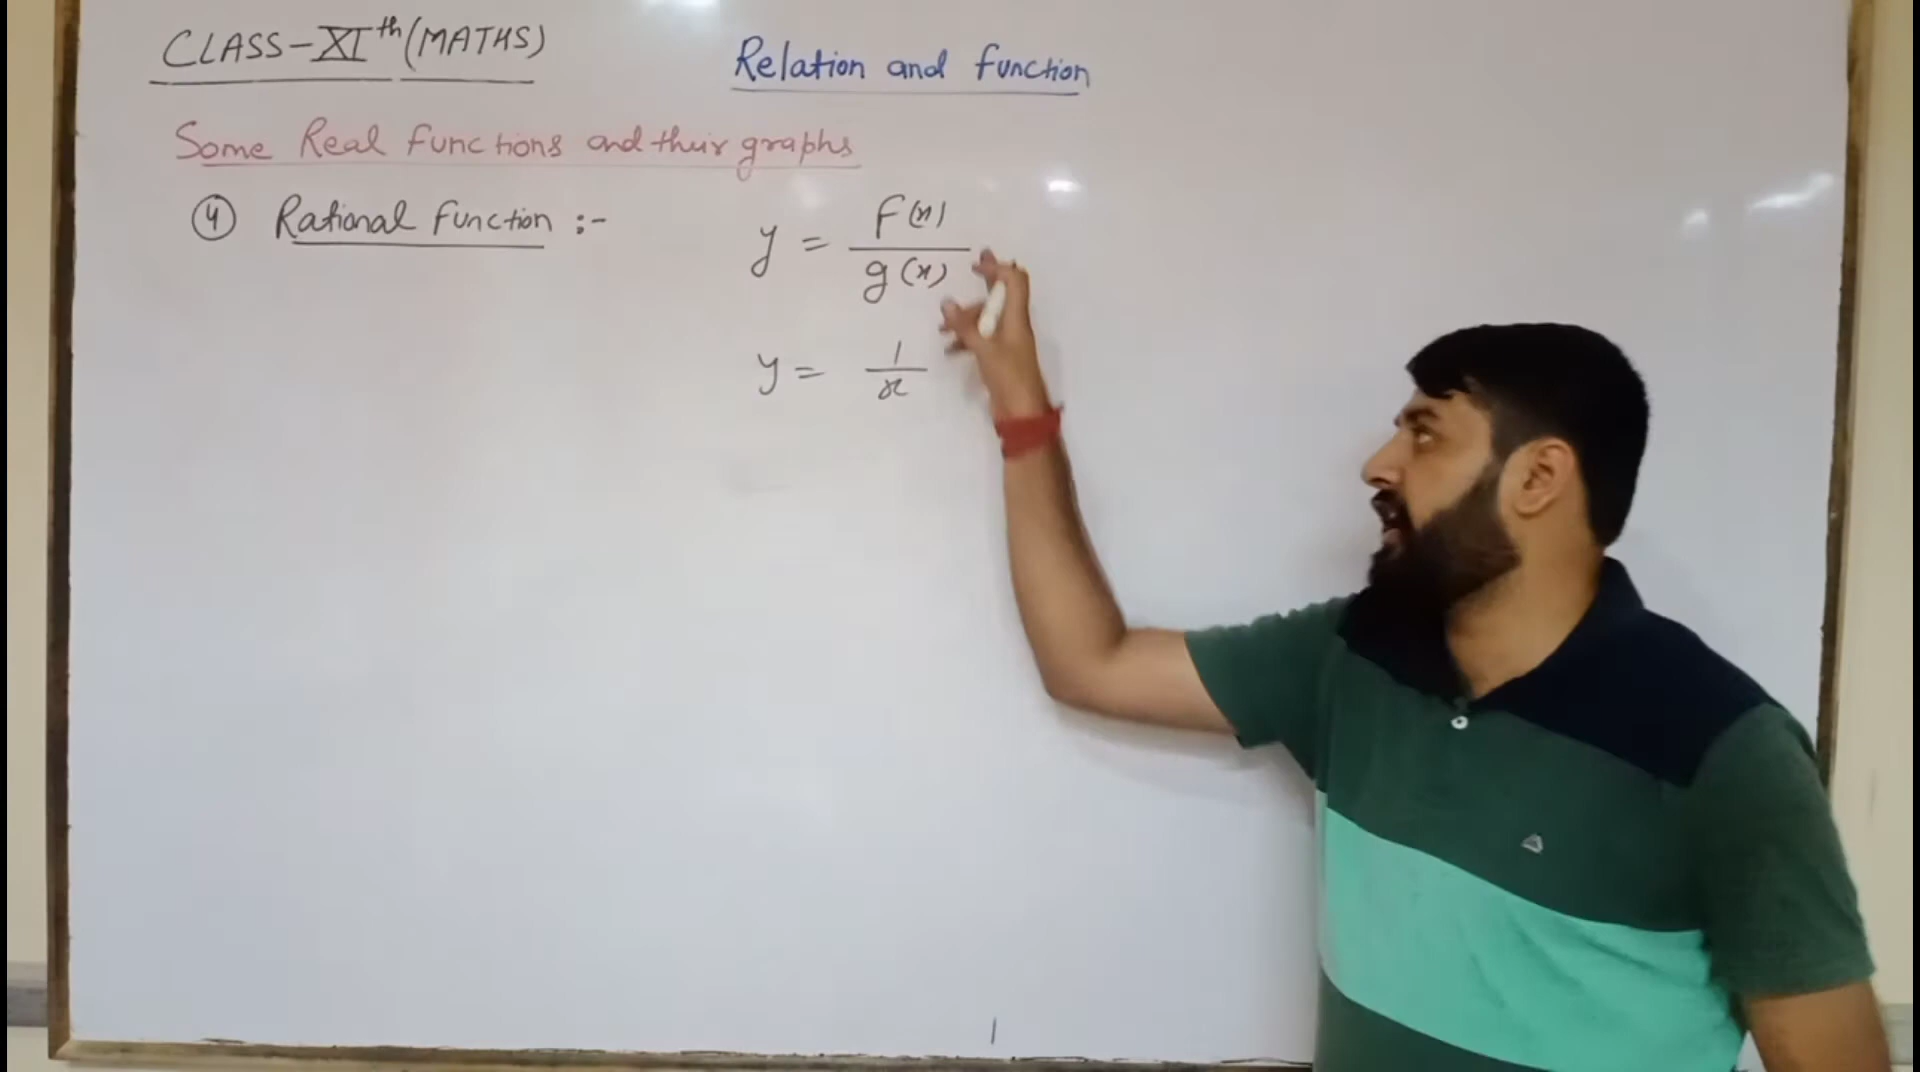 CLASS-XIth (MATHS)
Relation and function
Some Real functions and their graphs
④ Rational function :-
y = f(x) / g(x)
y = 1 / x